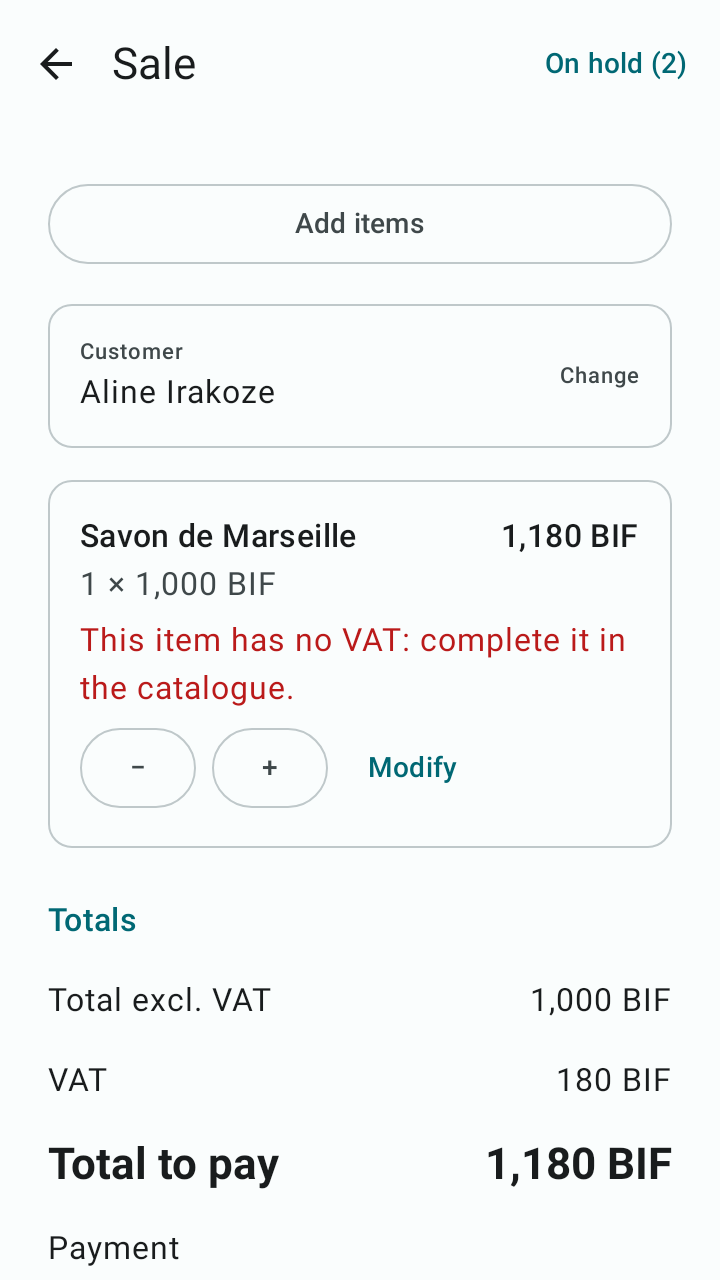 Sale
On hold (2)
Add items
Customer
Aline Irakoze
Change
Savon de Marseille 1,180 BIF
1 × 1,000 BIF
This item has no VAT: complete it in
the catalogue.
− + Modify
Totals
Total excl. VAT 1,000 BIF
VAT 180 BIF
Total to pay 1,180 BIF
Payment